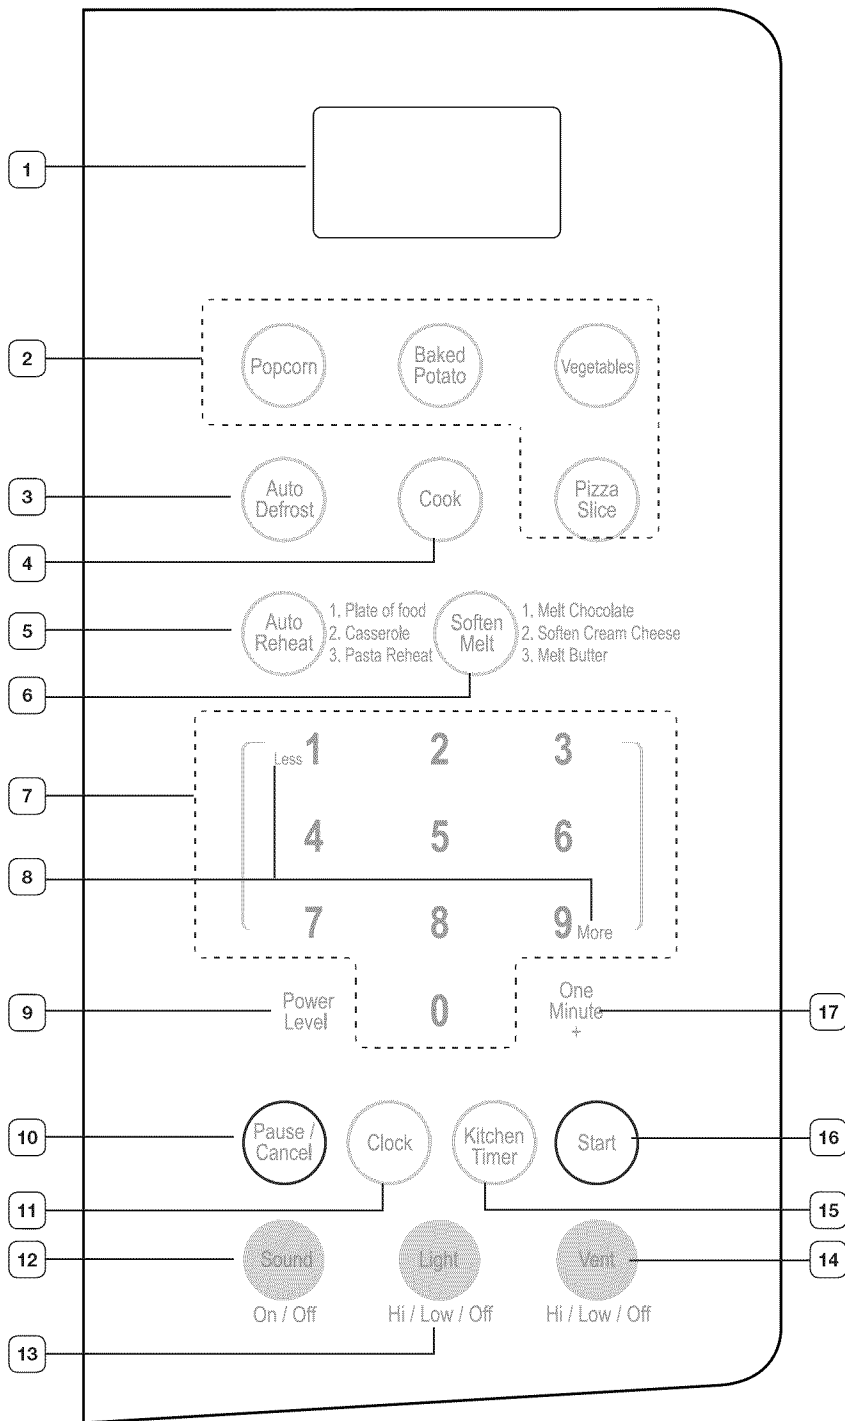 1
2
Popcorn
Baked
Potato
Vegetables
3
Auto
Defrost
Cook
Pizza
Slice
4
5
Auto
Reheat
1. Plate of food
2. Casserole
3. Pasta Reheat
Soften
Melt
1. Melt Chocolate
2. Soften Cream Cheese
3. Melt Butter
6
7
Less 1 2 3
4 5 6
8
7 8 9 More
9
Power
Level
0
One
Minute
+
17
10
Pause /
Cancel
Clock
Kitchen
Timer
Start
16
11
15
12
Sound
On / Off
Light
Hi / Low / Off
Vent
Hi / Low / Off
14
13